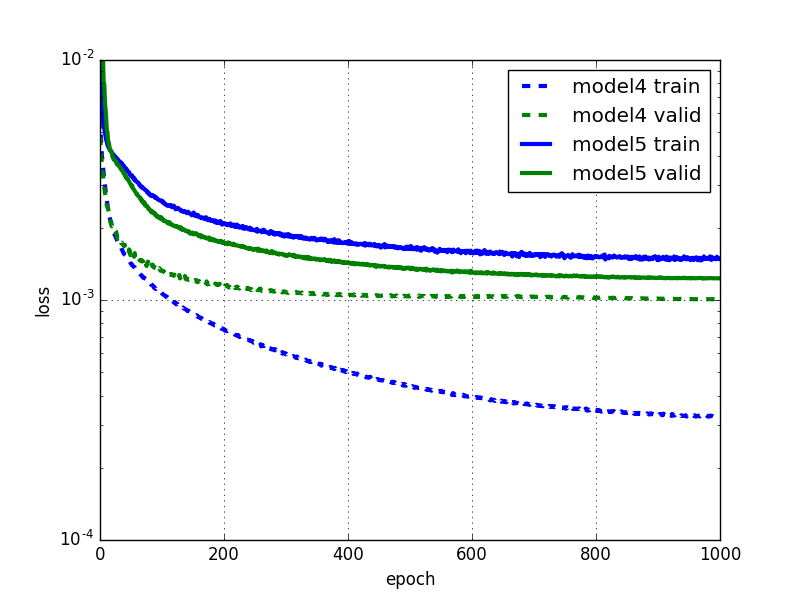 10^-2
model4 train
model4 valid
model5 train
model5 valid
loss
10^-3
10^-4
0 200 400 600 800 1000
epoch